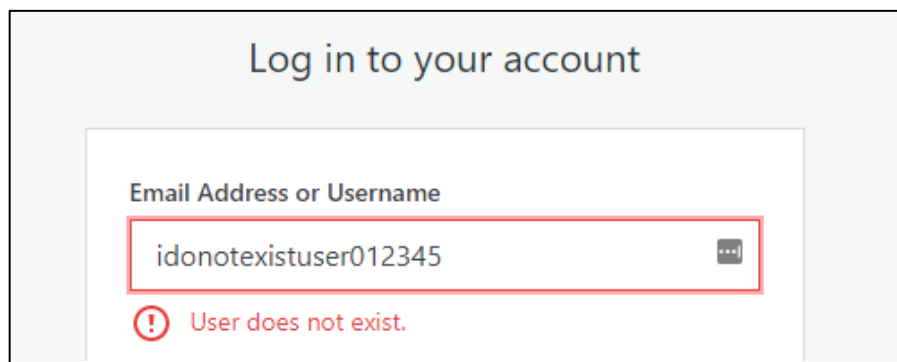 Log in to your account
Email Address or Username
idonotexistuser012345
User does not exist.